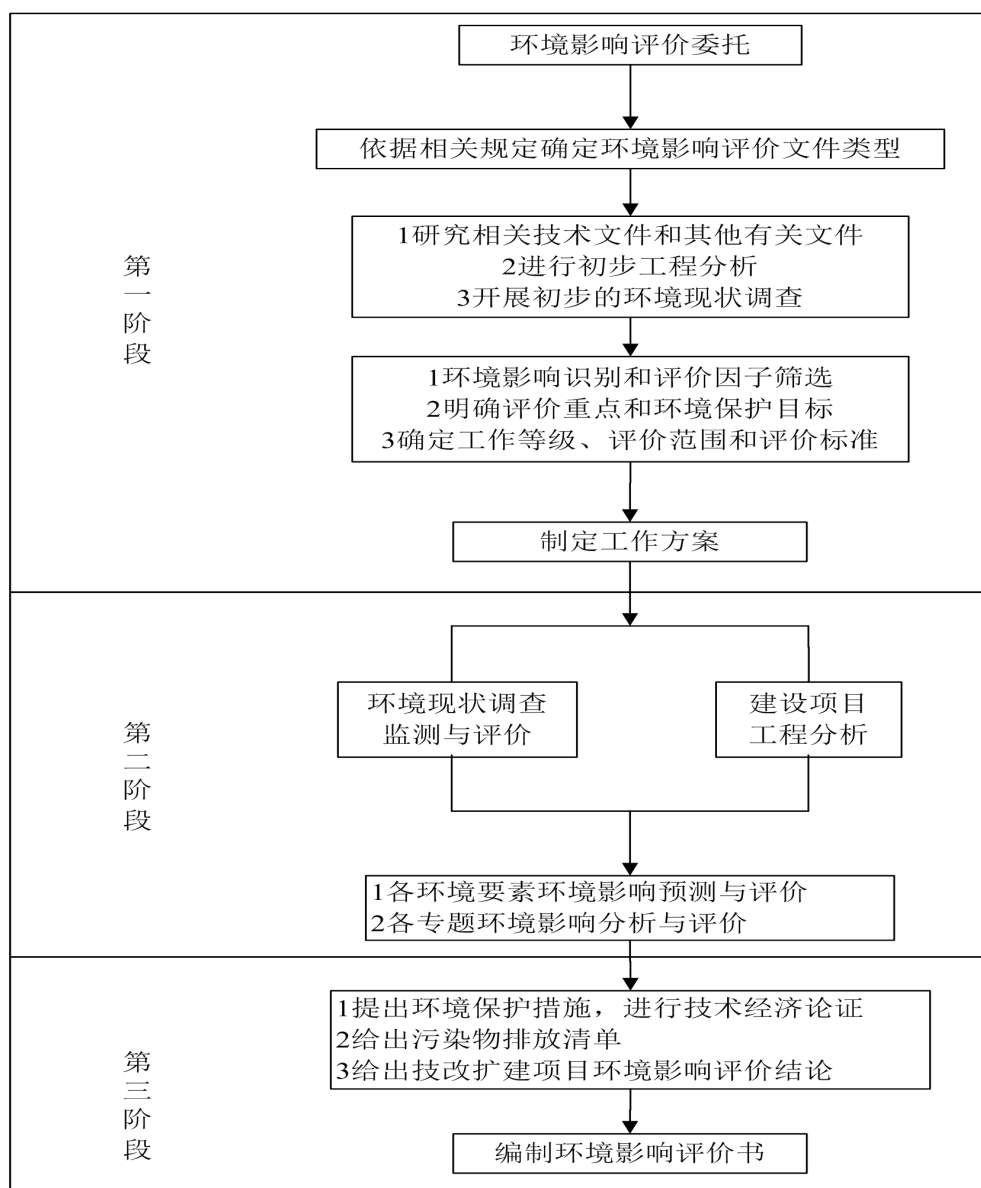 环境影响评价委托
依据相关规定确定环境影响评价文件类型
1研究相关技术文件和其他有关文件
2进行初步工程分析
3开展初步的环境现状调查
第一阶段
1环境影响识别和评价因子筛选
2明确评价重点和环境保护目标
3确定工作等级、评价范围和评价标准
制定工作方案
环境现状调查
监测与评价
建设项目
工程分析
第二阶段
1各环境要素环境影响预测与评价
2各专题环境影响分析与评价
1提出环境保护措施，进行技术经济论证
2给出污染物排放清单
3给出技改扩建项目环境影响评价结论
第三阶段
编制环境影响评价书